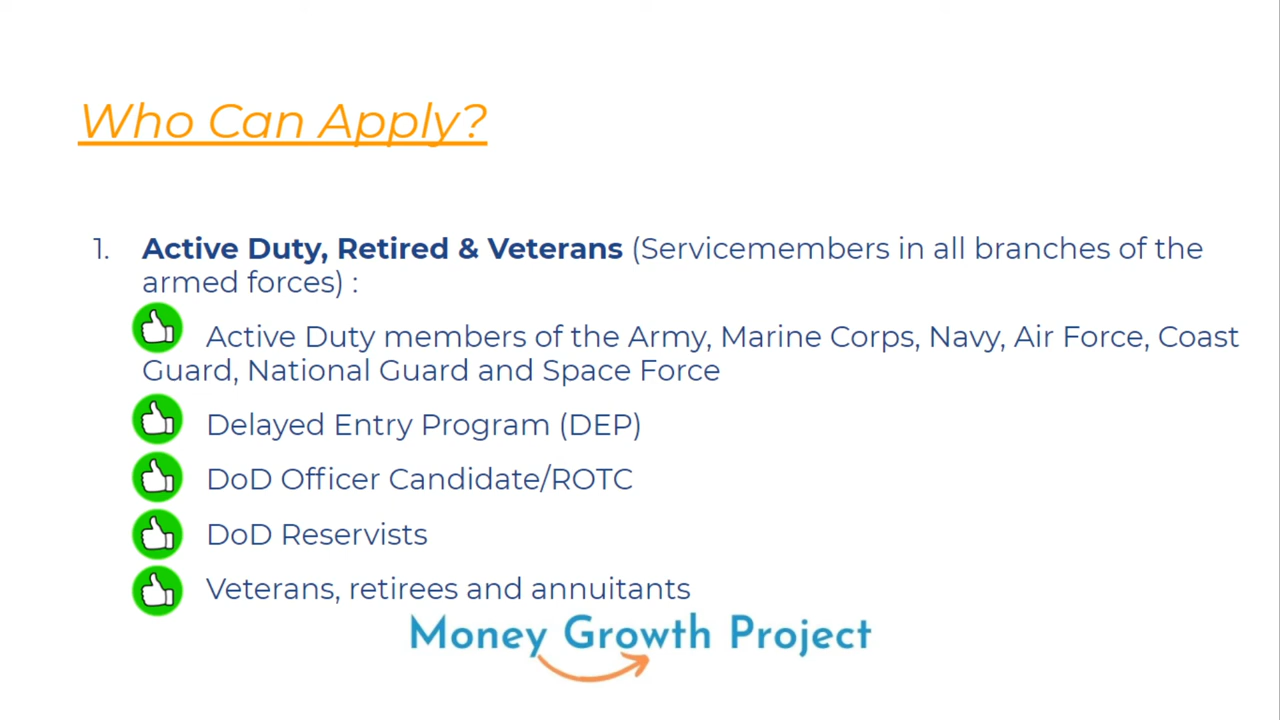 Who Can Apply?
1. Active Duty, Retired & Veterans (Servicemembers in all branches of the
armed forces) :
Active Duty members of the Army, Marine Corps, Navy, Air Force, Coast
Guard, National Guard and Space Force
Delayed Entry Program (DEP)
DoD Officer Candidate/ROTC
DoD Reservists
Veterans, retirees and annuitants
Money Growth Project